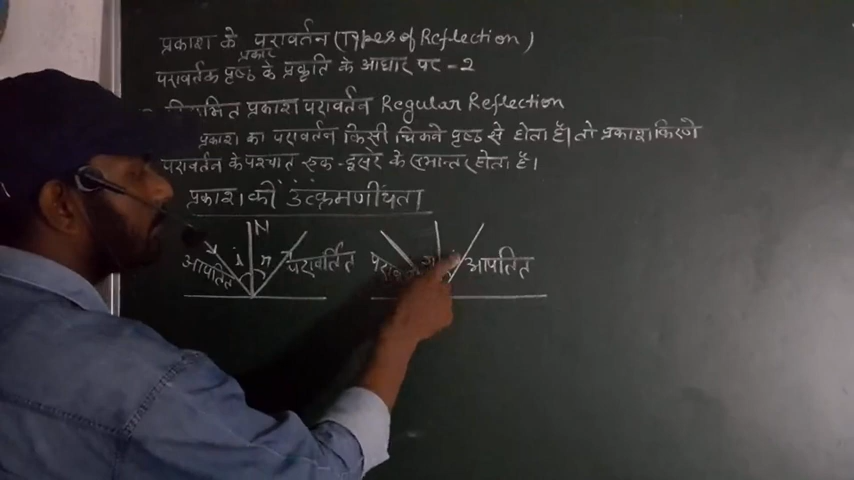 प्रकाश के परावर्तन (Types of Reflection)
प्रकार
परावर्तक पृष्ठ के प्रकृति के आधार पर - 2
नियमित प्रकाश परावर्तन Regular Reflection
प्रकाश का परावर्तन किसी चिकने पृष्ठ से होता है। तो प्रकाश किरणे
परावर्तन के पश्चात एक-दूसरे के समान्तर होता है।
प्रकाश की उत्क्रमणीयता
N
आपतित i r परावर्तित
आपतित